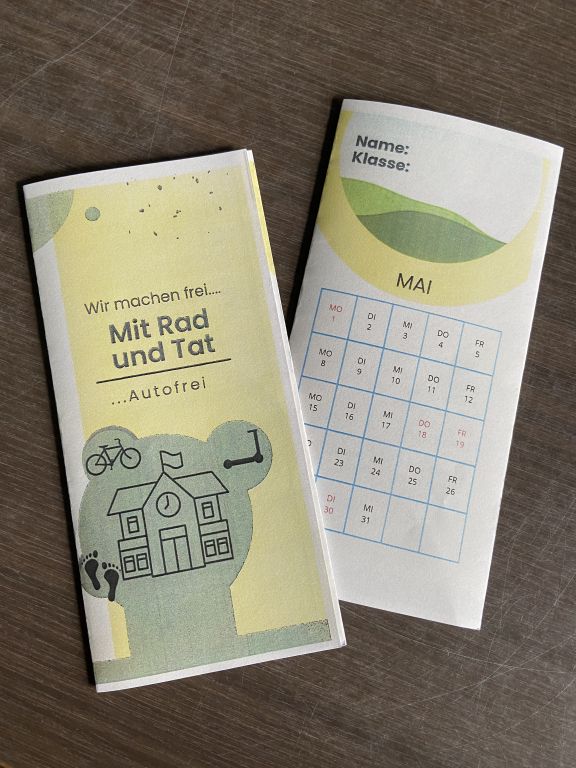 Wir machen frei....
Mit Rad
und Tat
...Autofrei
Name:
Klasse:
MAI
MO DI MI DO FR
1 2 3 4 5
MO DI MI DO FR
8 9 10 11 12
MO DI MI DO FR
15 16 17 18 19
DI MI DO FR
23 24 25 26
DI MI
30 31